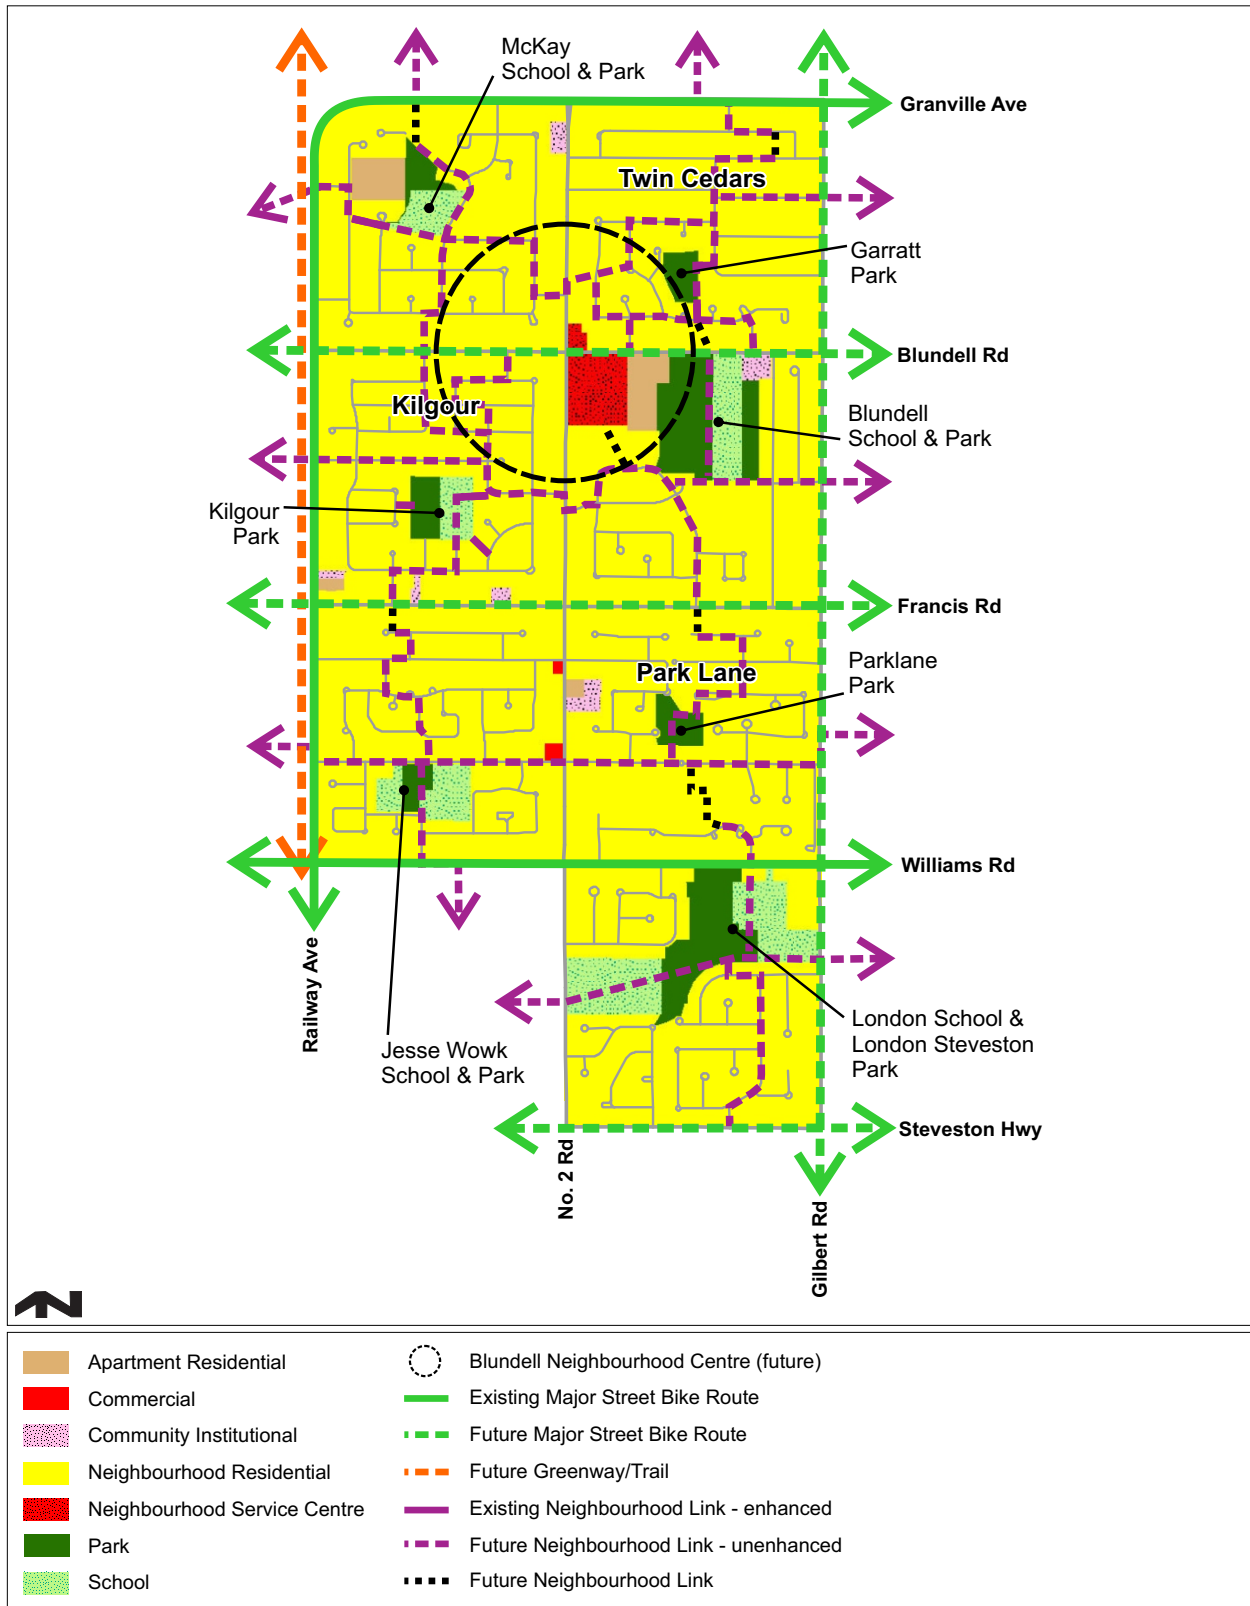 McKay
School & Park
Granville Ave
Twin Cedars
Garratt
Park
Blundell Rd
Kilgour
Blundell
School & Park
Kilgour
Park
Francis Rd
Park Lane
Parklane
Park
Williams Rd
Railway Ave
London School &
London Steveston
Park
Jesse Wowk
School & Park
Steveston Hwy
No. 2 Rd
Gilbert Rd
N
Apartment Residential
Commercial
Community Institutional
Neighbourhood Residential
Neighbourhood Service Centre
Park
School
Blundell Neighbourhood Centre (future)
Existing Major Street Bike Route
Future Major Street Bike Route
Future Greenway/Trail
Existing Neighbourhood Link - enhanced
Future Neighbourhood Link - unenhanced
Future Neighbourhood Link